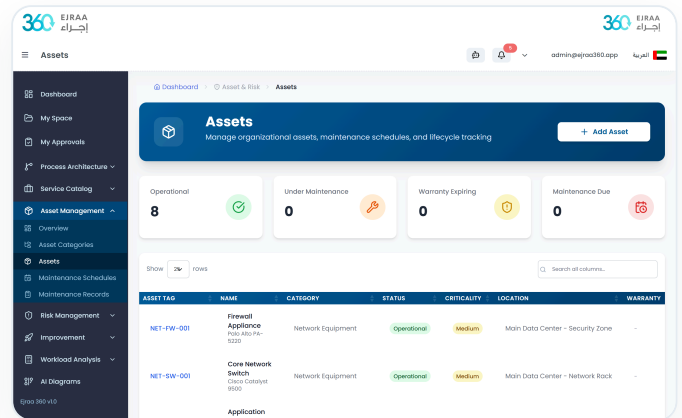 360 EJRAA إجراء
360 EJRAA إجراء
Assets
5
admin@ejraa360.app
العربية
Dashboard
My Space
My Approvals
Process Architecture
Service Catalog
Asset Management
Overview
Asset Categories
Assets
Maintenance Schedules
Maintenance Records
Risk Management
Improvement
Workload Analysis
AI Diagrams
Ejraa 360 v1.0
Dashboard Asset & Risk Assets
Assets
Manage organizational assets, maintenance schedules, and lifecycle tracking
+ Add Asset
Operational
8
Under Maintenance
0
Warranty Expiring
0
Maintenance Due
0
Show 25 rows
Search all columns...
ASSET TAG NAME CATEGORY STATUS CRITICALITY LOCATION WARRANTY
NET-FW-001
Firewall
Appliance
Palo Alto PA-
5220
Network Equipment
Operational
Medium
Main Data Center - Security Zone
-
NET-SW-001
Core Network
Switch
Cisco Catalyst
9500
Network Equipment
Operational
Medium
Main Data Center - Network Rack
-
Application